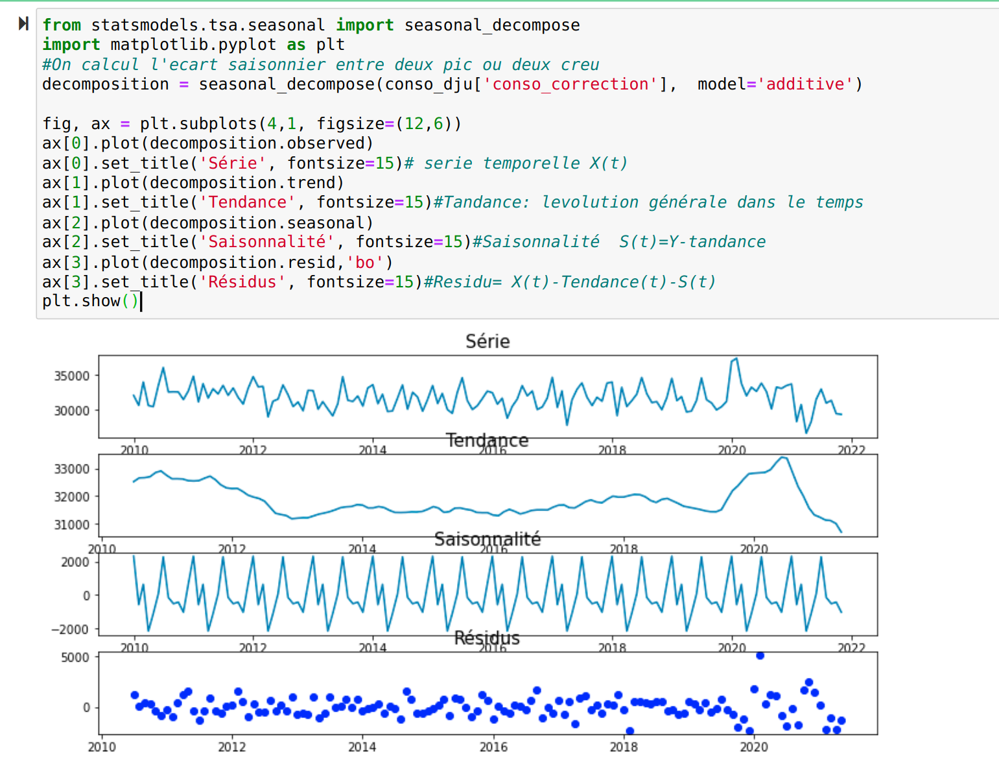 from statsmodels.tsa.seasonal import seasonal_decompose
import matplotlib.pyplot as plt
#On calcul l'ecart saisonnier entre deux pic ou deux creu
decomposition = seasonal_decompose(conso_dju['conso_correction'],  model='additive')
fig, ax = plt.subplots(4,1, figsize=(12,6))
ax[0].plot(decomposition.observed)
ax[0].set_title('Série', fontsize=15)# serie temporelle X(t)
ax[1].plot(decomposition.trend)
ax[1].set_title('Tendance', fontsize=15)#Tandance: levolution générale dans le temps
ax[2].plot(decomposition.seasonal)
ax[2].set_title('Saisonnalité', fontsize=15)#Saisonnalité  S(t)=Y-tandance
ax[3].plot(decomposition.resid,'bo')
ax[3].set_title('Résidus', fontsize=15)#Residu= X(t)-Tendance(t)-S(t)
plt.show()
Série
35000
30000
2010 2012 2014 2016 2018 2020 2022
Tendance
33000
32000
31000
2010 2012 2014 2016 2018 2020
Saisonnalité
2000
0
−2000
2010 2012 2014 2016 2018 2020 2022
Résidus
5000
0
2010 2012 2014 2016 2018 2020